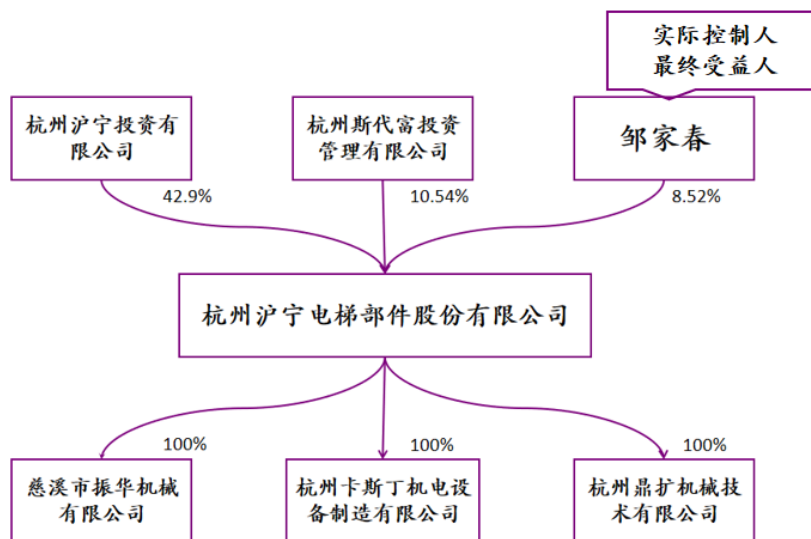 实际控制人
最终受益人
杭州沪宁投资有
限公司
杭州斯代富投资
管理有限公司
邹家春
42.9%
10.54%
8.52%
杭州沪宁电梯部件股份有限公司
100%
100%
100%
慈溪市振华机械
有限公司
杭州卡斯丁机电设
备制造有限公司
杭州鼎扩机械技
术有限公司